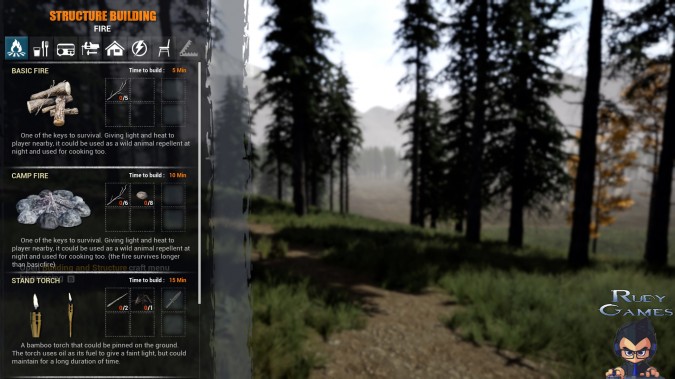 STRUCTURE BUILDING
FIRE
BASIC FIRE
Time to build : 5 Min
0/5
One of the keys to survival. Giving light and heat to
player nearby, it could be used as a wild animal repellent at
night and used for cooking too.
CAMP FIRE
Time to build : 10 Min
0/6
0/8
One of the keys to survival. Giving light and heat to
player nearby, it could be used as a wild animal repellent at
night and used for cooking too. (the fire survives longer
than basicfire)
Building and Structure craft menu
STAND TORCH
Time to build : 15 Min
0/2
0/1
A bamboo torch that could be pinned on the ground.
The torch uses oil as its fuel to give a faint light, but could
maintain for a long duration of time.
RUEY
GAMES